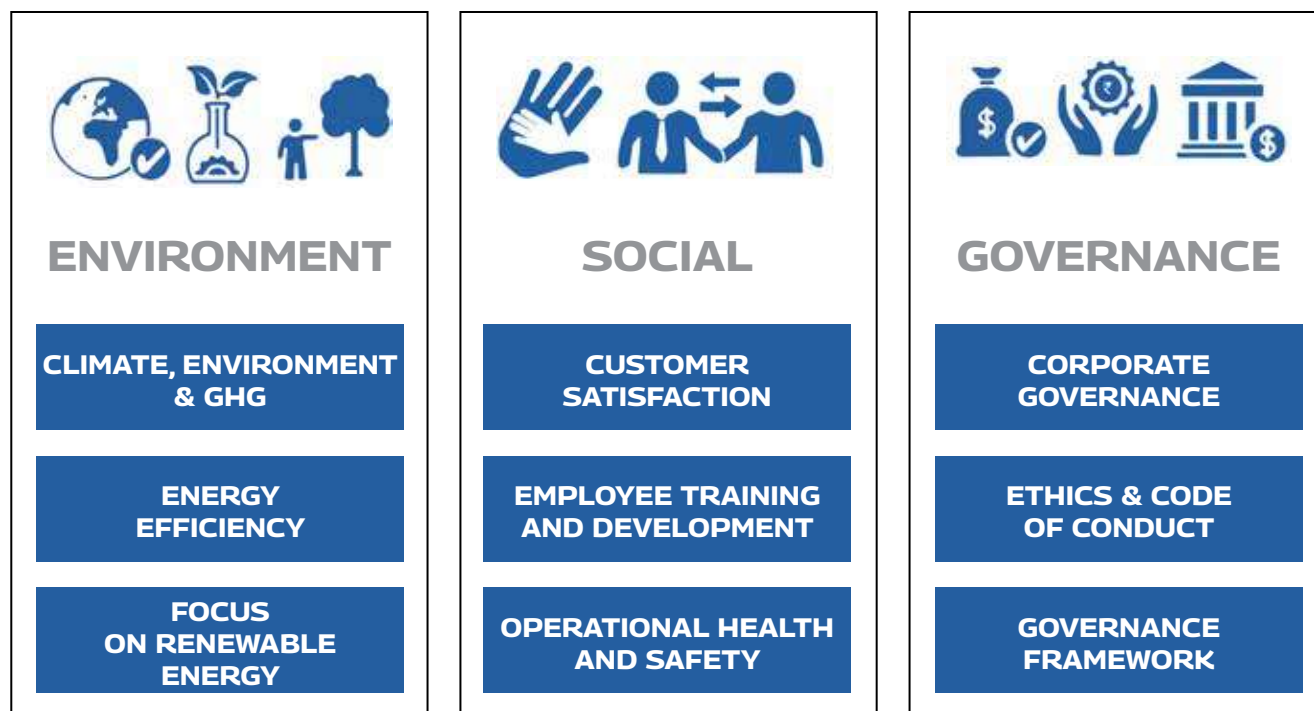 ENVIRONMENT
CLIMATE, ENVIRONMENT
& GHG
ENERGY
EFFICIENCY
FOCUS
ON RENEWABLE
ENERGY
$
SOCIAL
CUSTOMER
SATISFACTION
EMPLOYEE TRAINING
AND DEVELOPMENT
OPERATIONAL HEALTH
AND SAFETY
$
₹
$
GOVERNANCE
CORPORATE
GOVERNANCE
ETHICS & CODE
OF CONDUCT
GOVERNANCE
FRAMEWORK